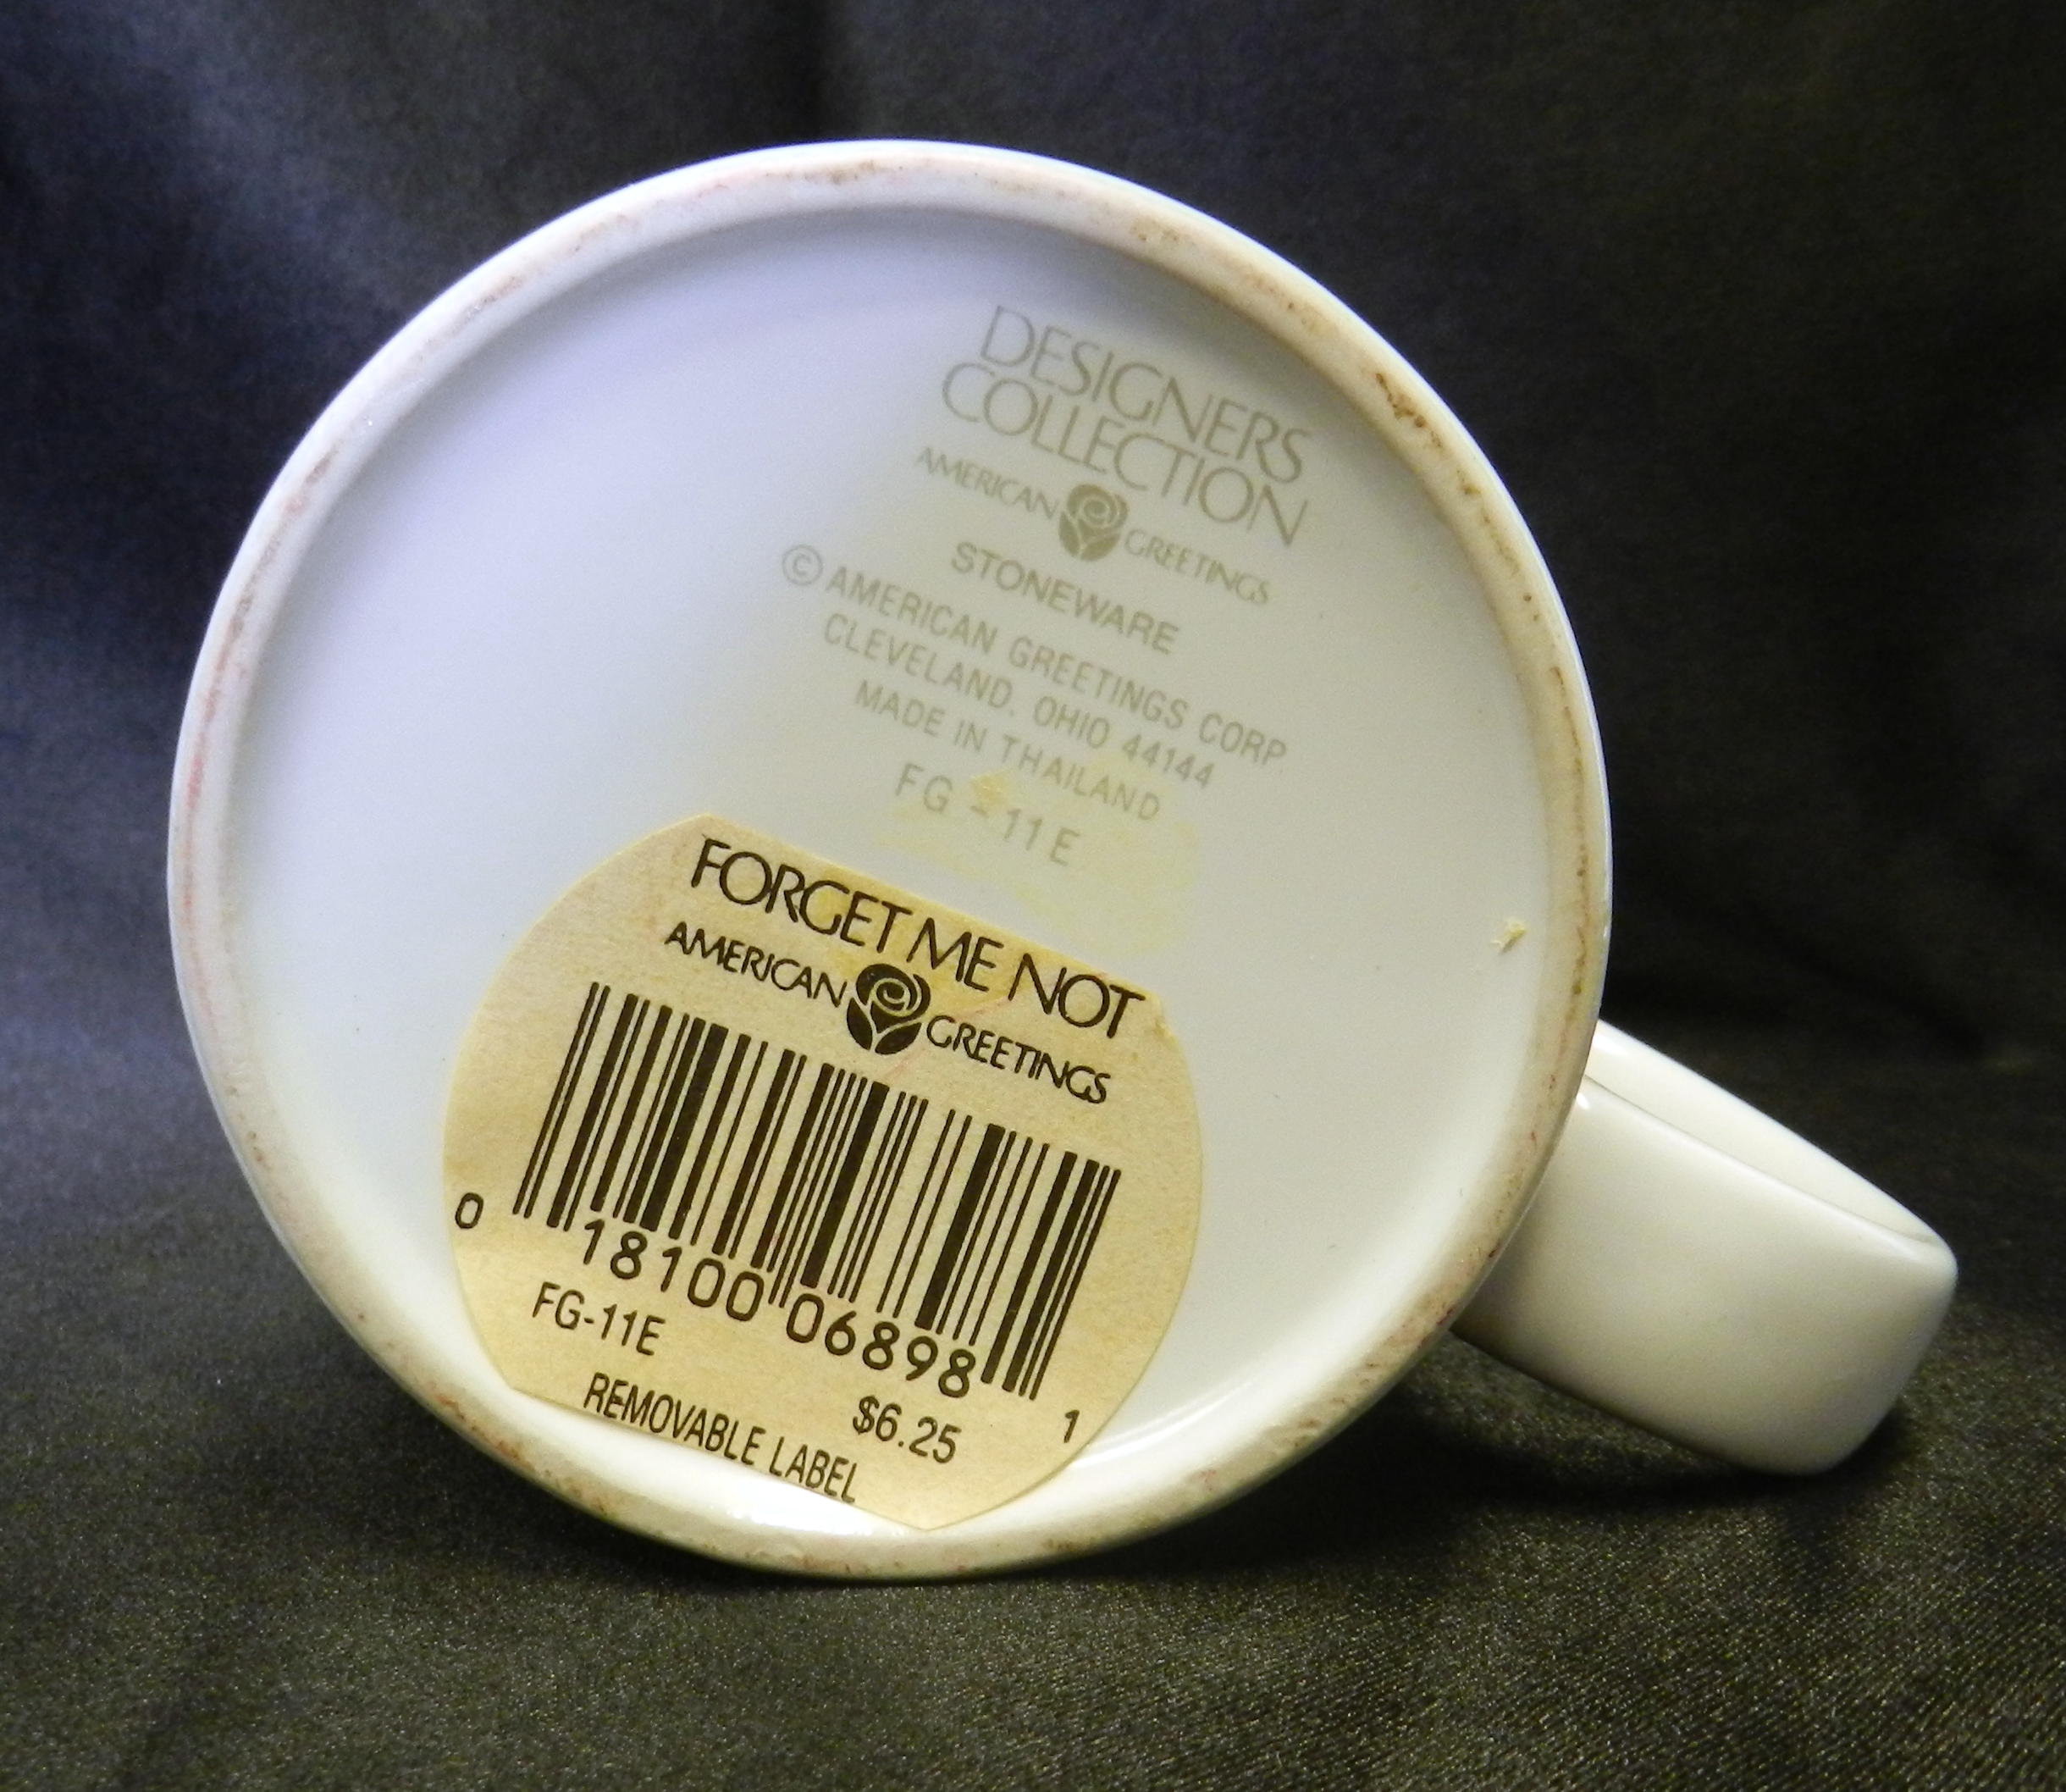 DESIGNERS
COLLECTION
AMERICAN GREETINGS
STONEWARE
© AMERICAN GREETINGS CORP
CLEVELAND, OHIO 44144
MADE IN THAILAND
FG - 11 E
FORGET ME NOT
AMERICAN GREETINGS
0 18100 06898 1
FG-11E
$6.25
REMOVABLE LABEL